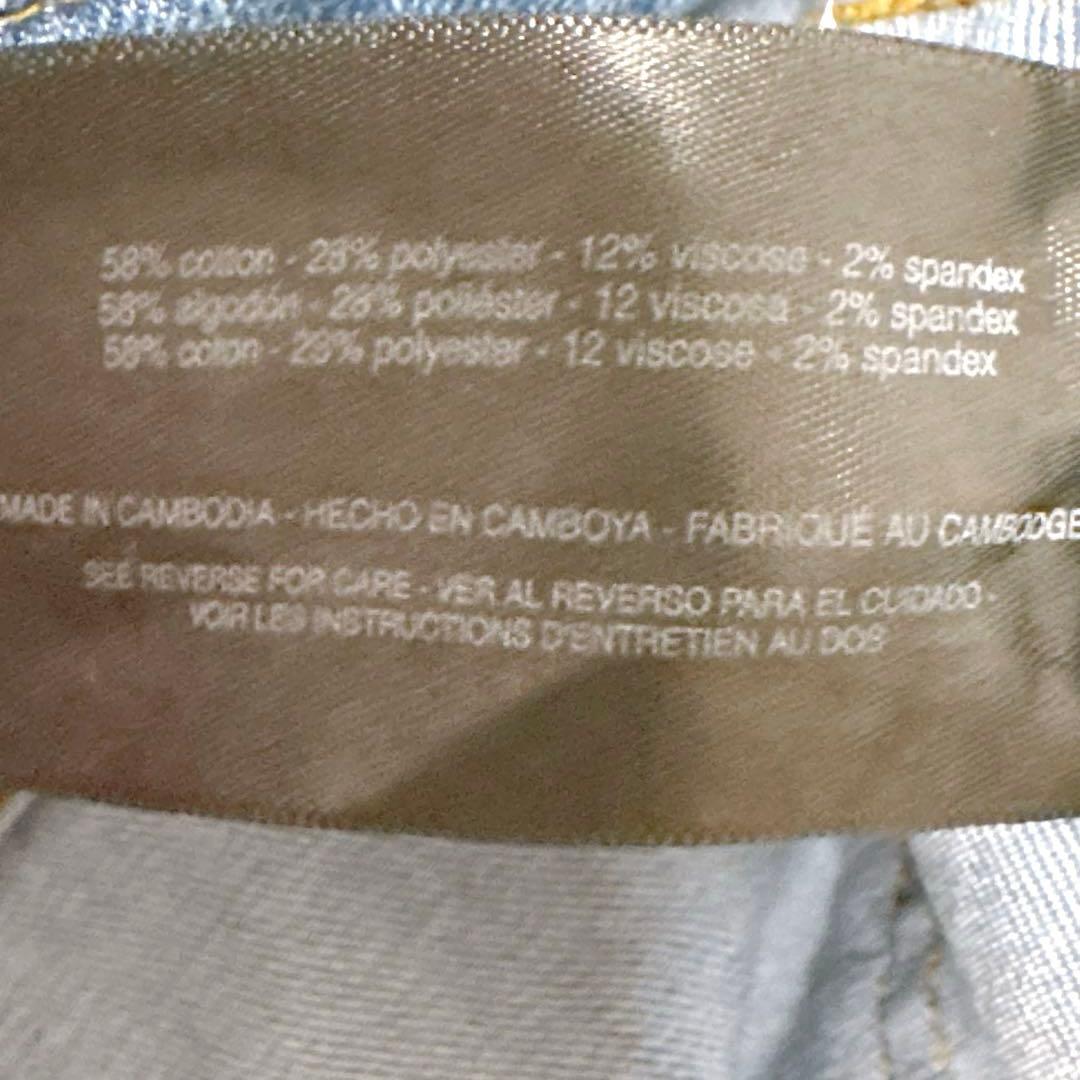 58% cotton - 28% polyester - 12% viscose - 2% spandex
58% algodón - 28% poliéster - 12 viscosa - 2% spandex
58% coton - 28% polyester - 12 viscose - 2% spandex
MADE IN CAMBODIA - HECHO EN CAMBOYA - FABRIQUÉ AU CAMBODGE
SEE REVERSE FOR CARE - VER AL REVERSO PARA EL CUIDADO -
VOIR LES INSTRUCTIONS D'ENTRETIEN AU DOS